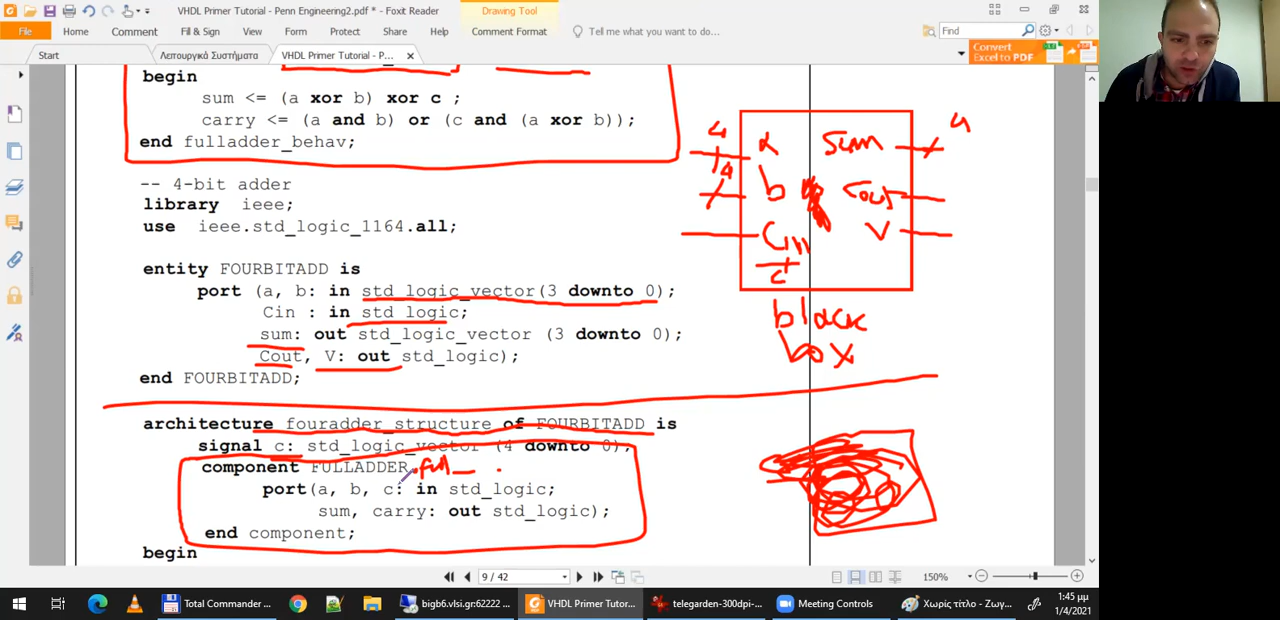 VHDL Primer Tutorial - Penn Engineering2.pdf * - Foxit Reader
Drawing Tool
File
Home
Comment
Fill & Sign
View
Form
Protect
Share
Help
Comment Format
Tell me what you want to do...
Find
Start
Λειτουργικά Συστήματα
VHDL Primer Tutorial - P...
Convert
Excel to PDF
begin
sum <= (a xor b) xor c ;
carry <= (a and b) or (c and (a xor b));
end fulladder_behav;
-- 4-bit adder
library ieee;
use ieee.std_logic_1164.all;
entity FOURBITADD is
port (a, b: in std_logic_vector(3 downto 0);
Cin : in std_logic;
sum: out std_logic_vector (3 downto 0);
Cout, V: out std_logic);
end FOURBITADD;
architecture fouradder_structure of FOURBITADD is
signal c: std_logic_vector (4 downto 0);
component FULLADDER
port(a, b, c: in std_logic;
sum, carry: out std_logic);
end component;
begin
4
4
a
sum
4
b
Cout
Cin
V
c
black
box
full_
9 / 42
150%
Total Commander ...
bigb6.vlsi.gr:62222 ...
VHDL Primer Tutor...
telegarden-300dpi-...
Meeting Controls
Χωρίς τίτλο - Ζωγ...
1:45 μμ
1/4/2021